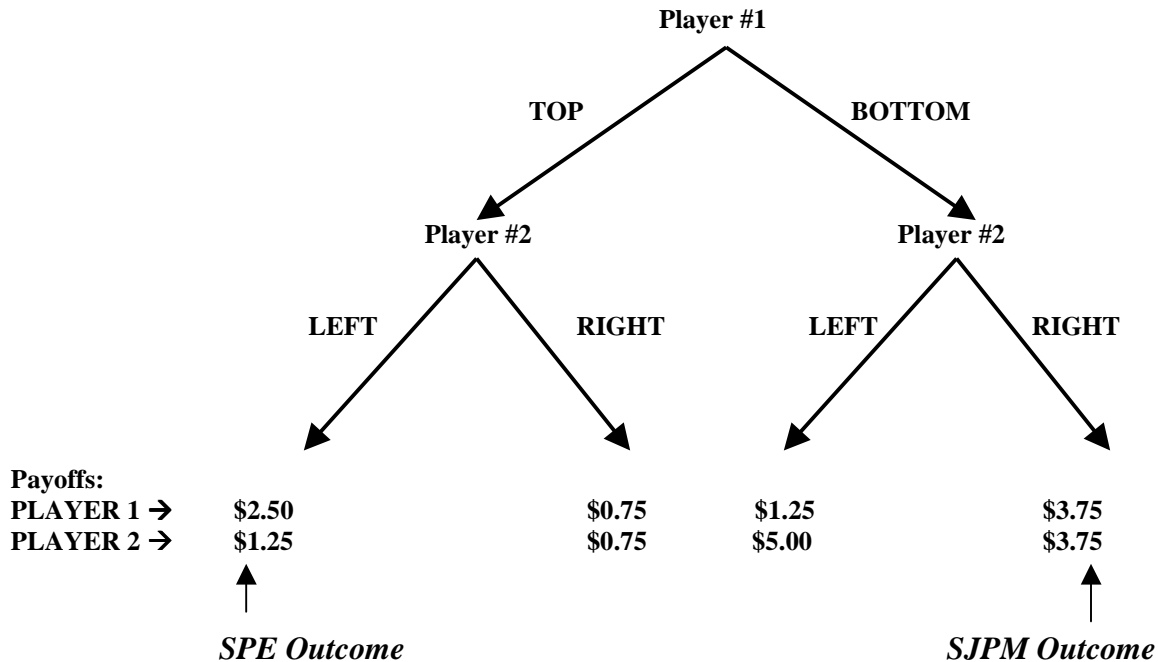 Player #1
TOP BOTTOM
Player #2 Player #2
LEFT RIGHT LEFT RIGHT
Payoffs:
PLAYER 1 → $2.50 $0.75 $1.25 $3.75
PLAYER 2 → $1.25 $0.75 $5.00 $3.75
SPE Outcome SJPM Outcome